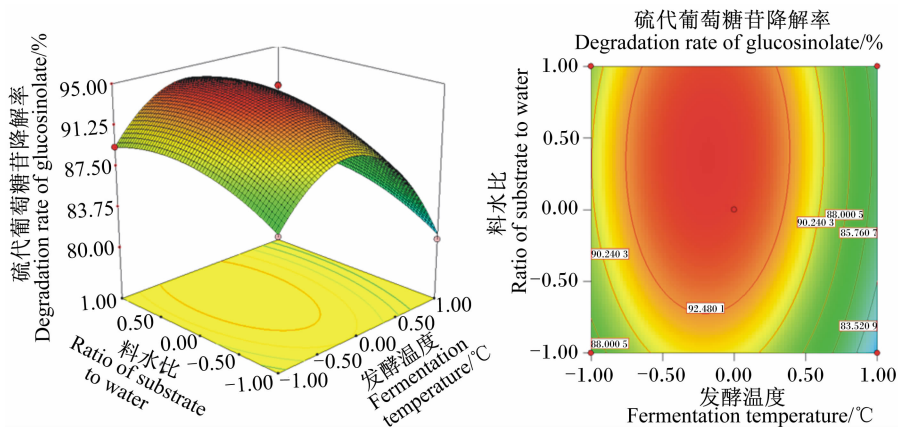 硫代葡萄糖苷降解率
Degradation rate of glucosinolate/%
95.00
91.25
87.50
83.75
80.00
1.00
0.50
0.00
−0.50
−1.00
料水比
Ratio of substrate
to water
−1.00
−0.50
0.00
0.50
1.00
发酵温度
Fermentation
temperature/℃
硫代葡萄糖苷降解率
Degradation rate of glucosinolate/%
1.00
0.50
0.00
−0.50
−1.00
料水比
Ratio of substrate to water
90.240 3
88.000 5
92.480 1
90.240 3
88.000 5
85.760 7
83.520 9
−1.00
−0.50
0.00
0.50
1.00
发酵温度
Fermentation temperature/℃